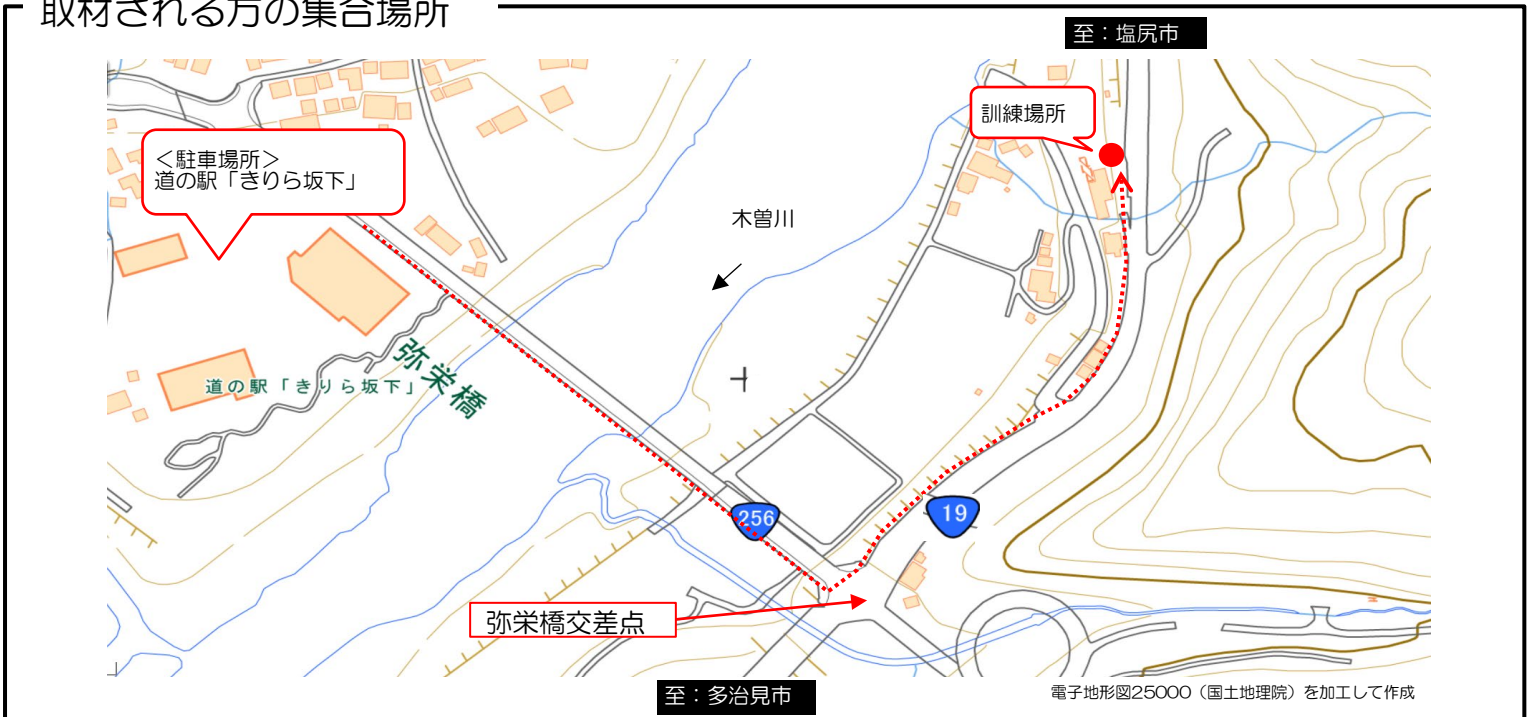 取材される方の集合場所
至：塩尻市
訓練場所
＜駐車場所＞
道の駅「きりら坂下」
木曽川
弥栄橋
道の駅「きりら坂下」
256
19
弥栄橋交差点
至：多治見市
電子地形図25000（国土地理院）を加工して作成